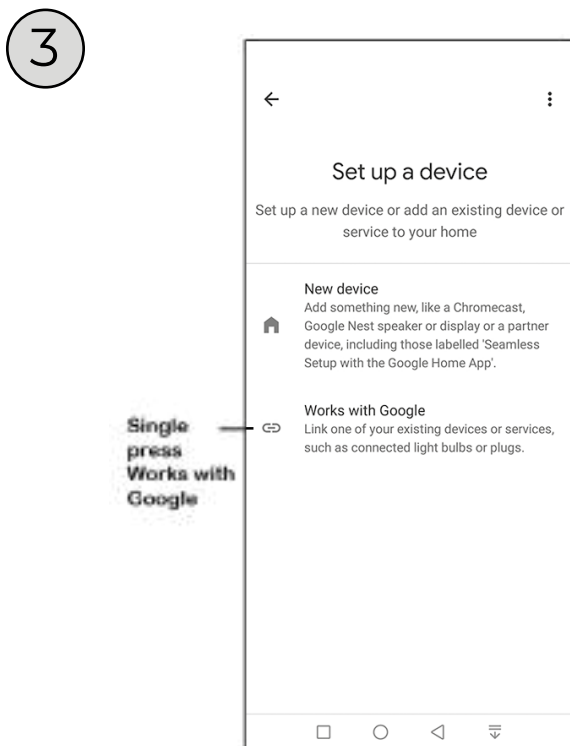 3
Set up a device
Set up a new device or add an existing device or
service to your home
New device
Add something new, like a Chromecast,
Google Nest speaker or display or a partner
device, including those labelled 'Seamless
Setup with the Google Home App'.
Single
press
Works with
Google
Works with Google
Link one of your existing devices or services,
such as connected light bulbs or plugs.